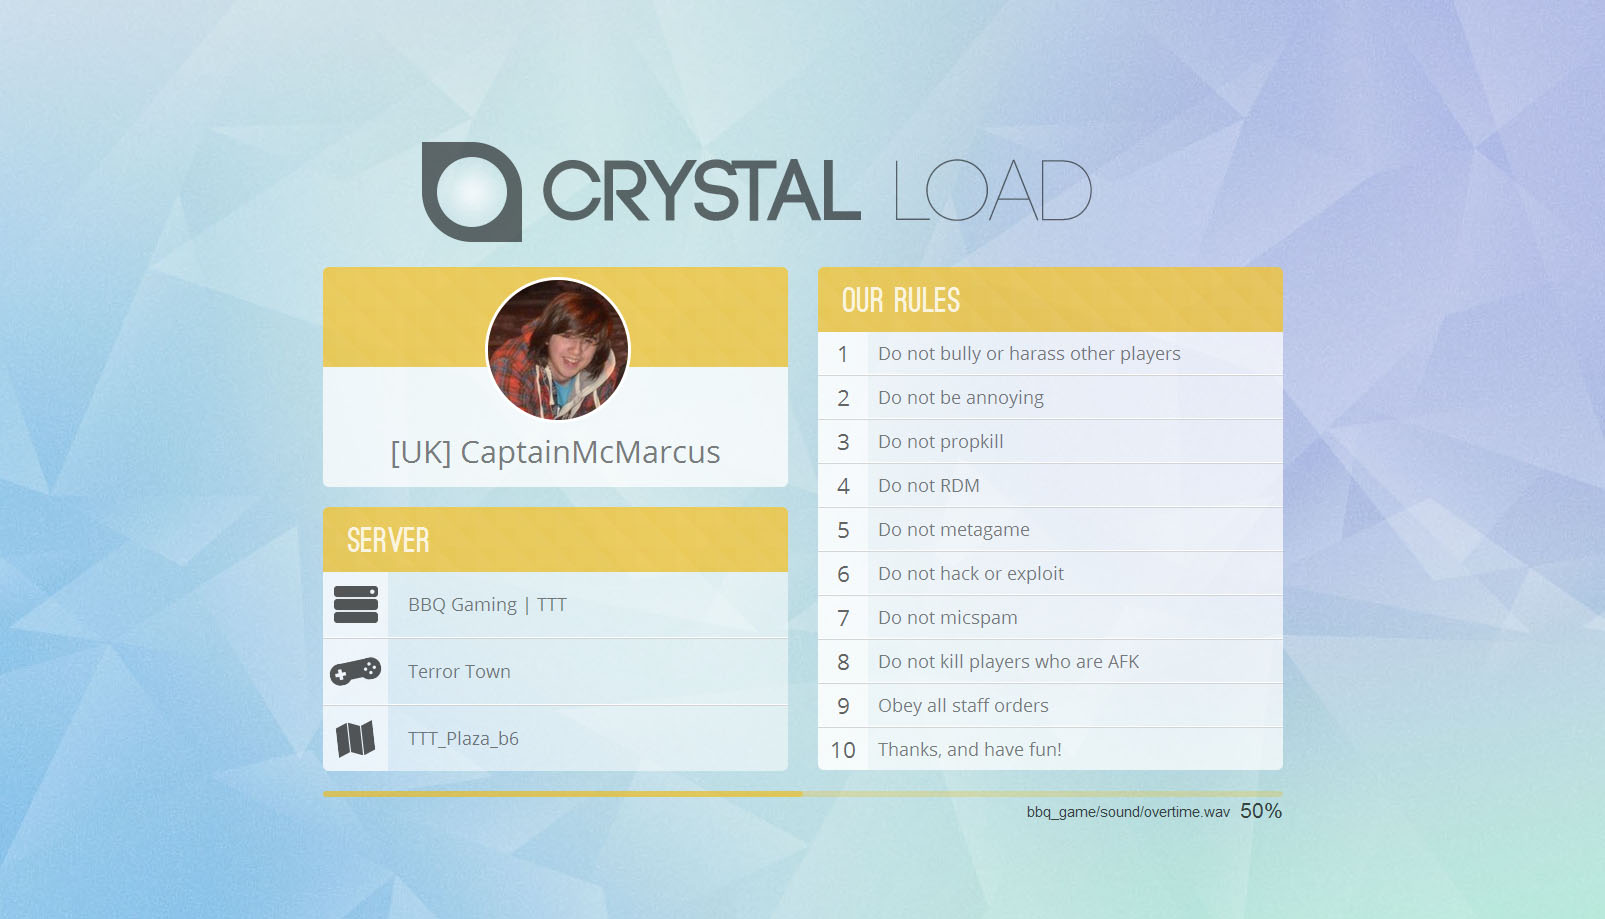 CRYSTAL LOAD
[UK] CaptainMcMarcus
SERVER
BBQ Gaming | TTT
Terror Town
TTT_Plaza_b6
OUR RULES
1 Do not bully or harass other players
2 Do not be annoying
3 Do not propkill
4 Do not RDM
5 Do not metagame
6 Do not hack or exploit
7 Do not micspam
8 Do not kill players who are AFK
9 Obey all staff orders
10 Thanks, and have fun!
bbq_game/sound/overtime.wav 50%